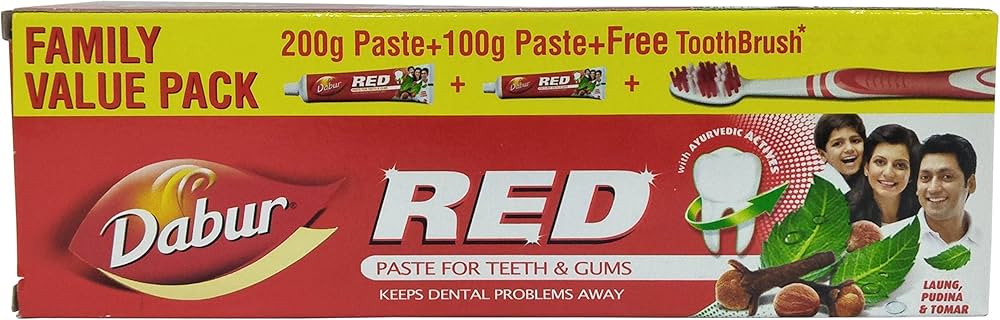 FAMILY
VALUE PACK
200g Paste+100g Paste+Free ToothBrush*
Dabur RED
+
Dabur RED
+
Dabur®
RED
PASTE FOR TEETH & GUMS
KEEPS DENTAL PROBLEMS AWAY
with AYURVEDIC ACTIVES
LAUNG,
PUDINA
& TOMAR